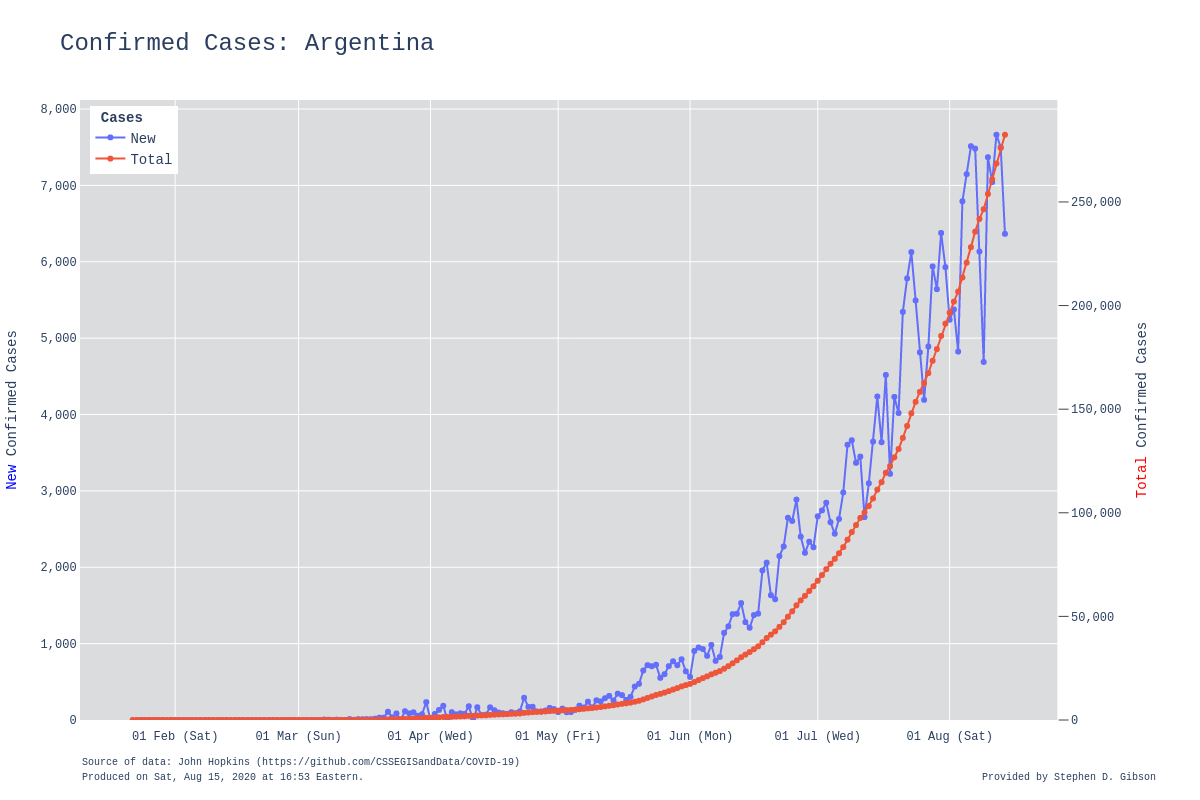 Confirmed Cases: Argentina
Cases
New
Total
8,000
7,000
6,000
5,000
4,000
3,000
2,000
1,000
0
New Confirmed Cases
250,000
200,000
150,000
100,000
50,000
0
Total Confirmed Cases
01 Feb (Sat) 01 Mar (Sun) 01 Apr (Wed) 01 May (Fri) 01 Jun (Mon) 01 Jul (Wed) 01 Aug (Sat)
Source of data: John Hopkins (https://github.com/CSSEGISandData/COVID-19)
Produced on Sat, Aug 15, 2020 at 16:53 Eastern.
Provided by Stephen D. Gibson